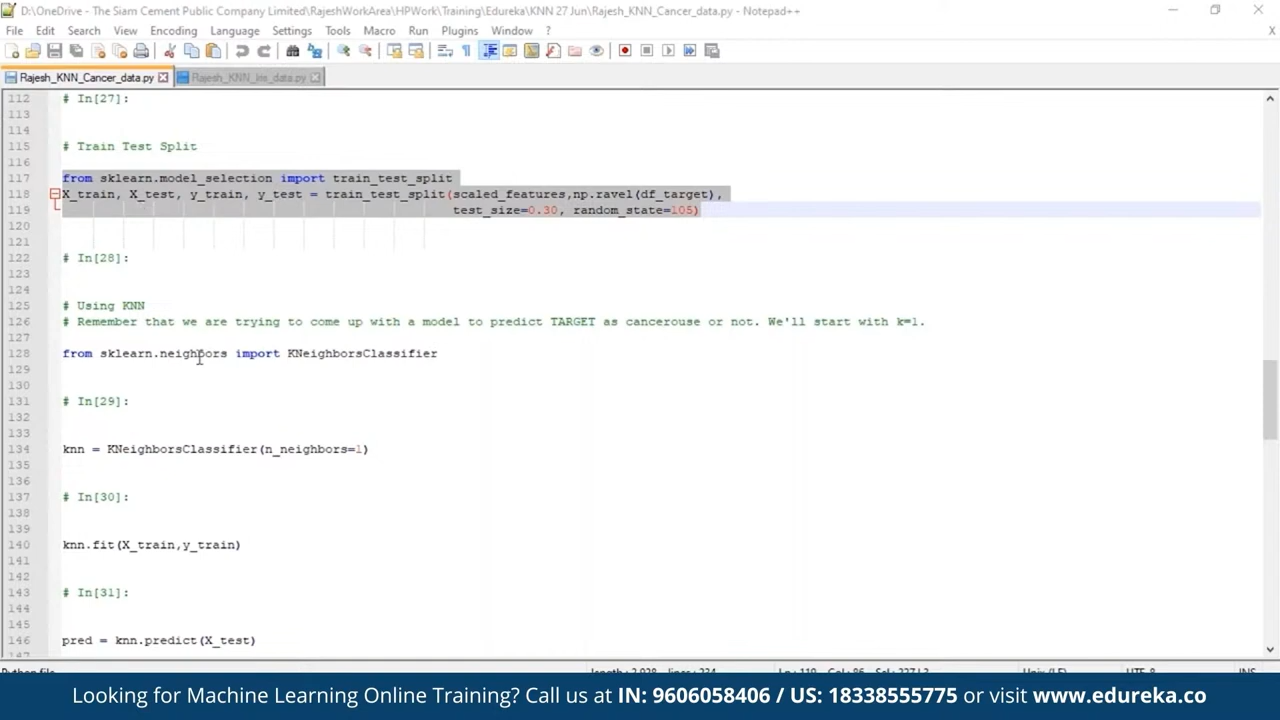 D:\OneDrive - The Siam Cement Public Company Limited\RajeshWorkArea\HPWork\Training\Edureka\KNN 27 Jun\Rajesh_KNN_Cancer_data.py - Notepad++
File Edit Search View Encoding Language Settings Tools Macro Run Plugins Window ? X
Rajesh_KNN_Cancer_data.py Rajesh_KNN_Iris_data.py
112 # In[27]:
113
114
115 # Train Test Split
116
117 from sklearn.model_selection import train_test_split
118 X_train, X_test, y_train, y_test = train_test_split(scaled_features,np.ravel(df_target),
119 test_size=0.30, random_state=105)
120
121
122 # In[28]:
123
124
125 # Using KNN
126 # Remember that we are trying to come up with a model to predict TARGET as cancerouse or not. We'll start with k=1.
127
128 from sklearn.neighbors import KNeighborsClassifier
129
130
131 # In[29]:
132
133
134 knn = KNeighborsClassifier(n_neighbors=1)
135
136
137 # In[30]:
138
139
140 knn.fit(X_train,y_train)
141
142
143 # In[31]:
144
145
146 pred = knn.predict(X_test)
Looking for Machine Learning Online Training? Call us at IN: 9606058406 / US: 18338555775 or visit www.edureka.co